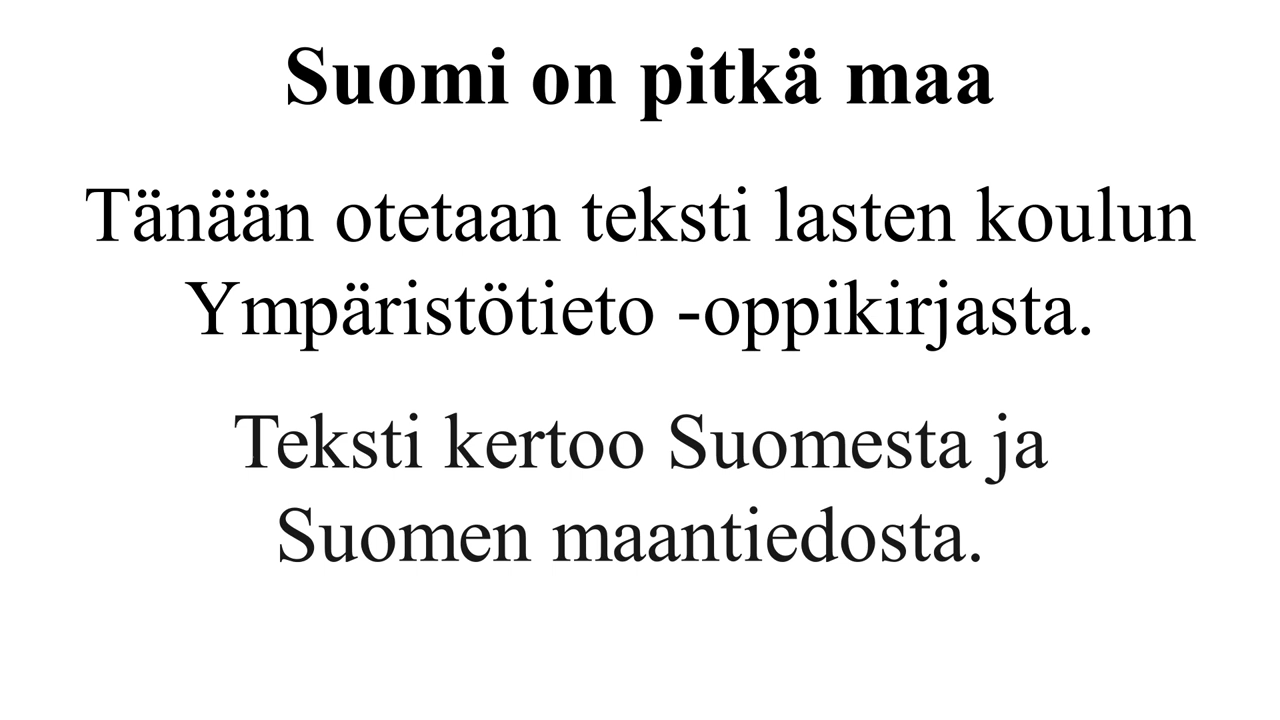 Suomi on pitkä maa
Tänään otetaan teksti lasten koulun
Ympäristötieto -oppikirjasta.
Teksti kertoo Suomesta ja
Suomen maantiedosta.